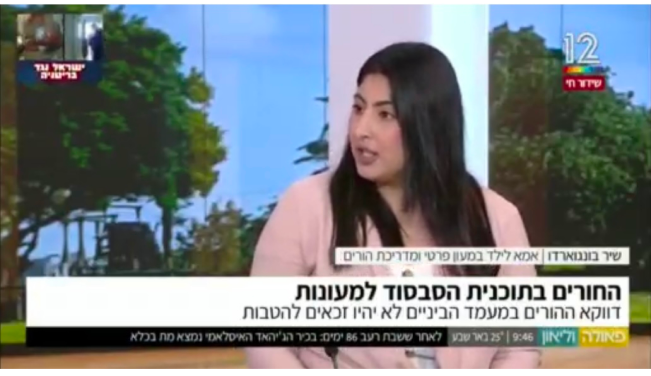 ישראל נגד
בריטניה
12
שידור חי
שיר בונגוארדו | אמא לילד במעון פרטי ומדריכת הורים
החורים בתוכנית הסבסוד למעונות
דווקא ההורים במעמד הביניים לא יהיו זכאים להטבות
פאולה וליאון 9:46 | 25° באר שבע לאחר ששבת רעב 86 ימים: בכיר הג'יהאד האיסלאמי נמצא מת בכלא